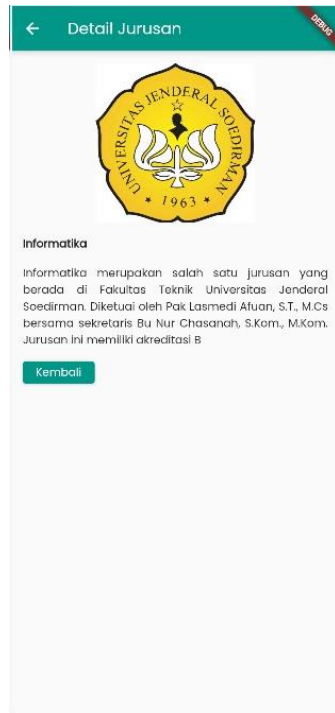 Detail Jurusan
DEBUG
UNIVERSITAS JENDERAL SOEDIRMAN
1963
Informatika
Informatika merupakan salah satu jurusan yang
berada di Fakultas Teknik Universitas Jenderal
Soedirman. Diketuai oleh Pak Lasmedi Afuan, S.T., M.Cs
bersama sekretaris Bu Nur Chasanah, S.Kom., M.Kom.
Jurusan ini memiliki akreditasi B
Kembali